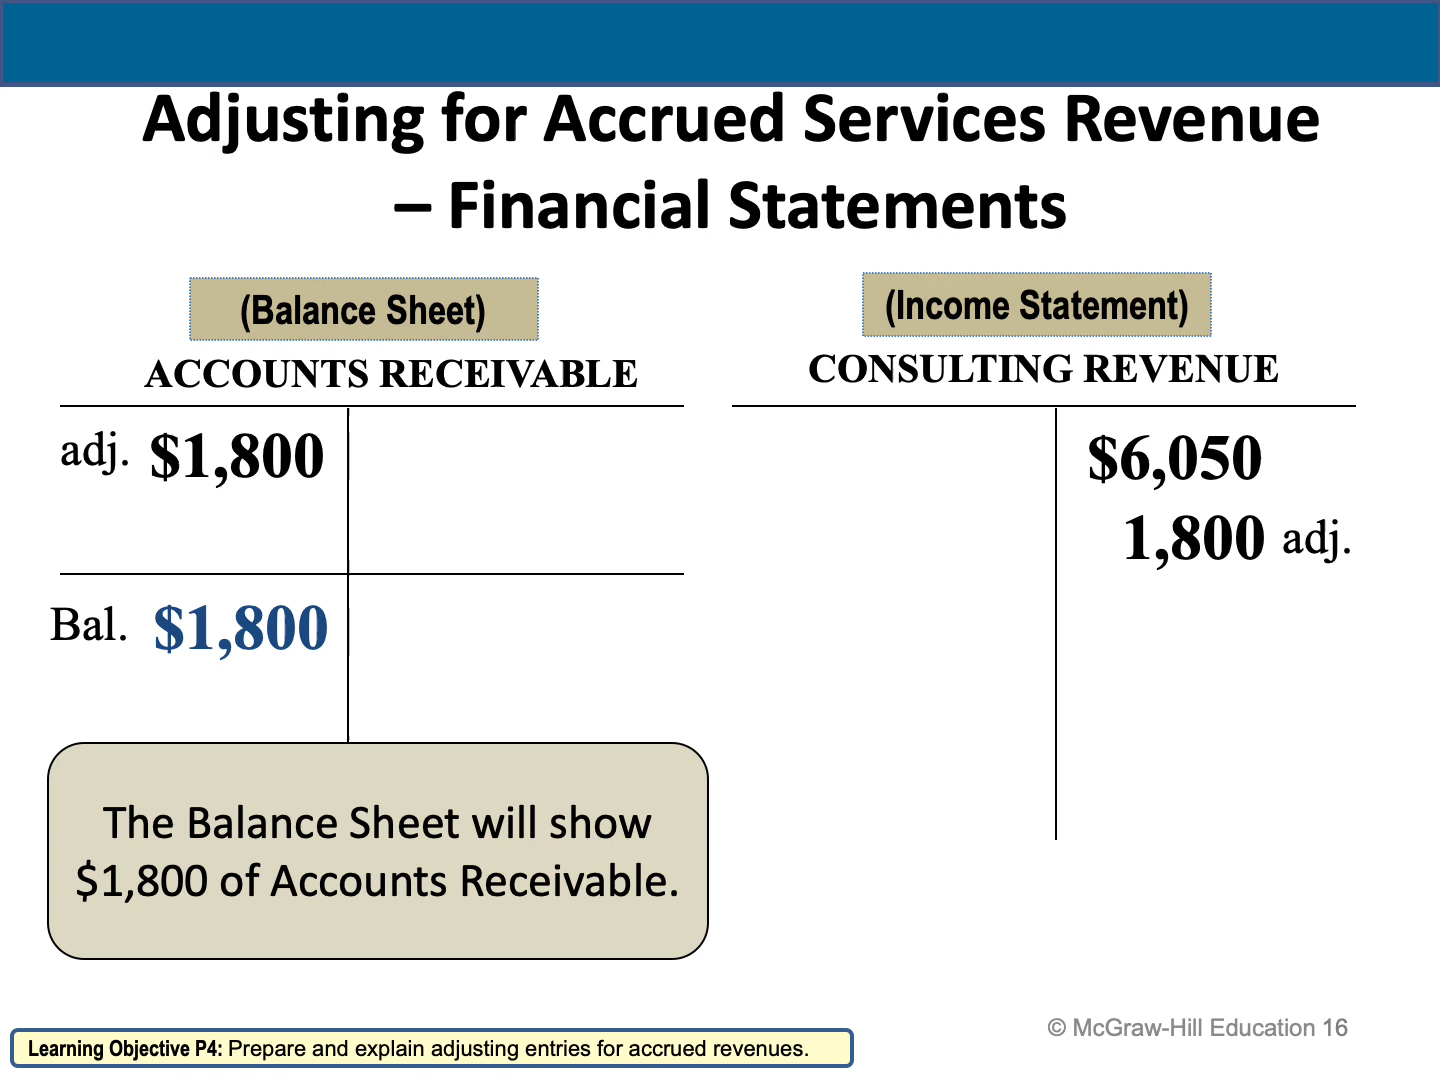 Adjusting for Accrued Services Revenue
– Financial Statements
(Balance Sheet)
ACCOUNTS RECEIVABLE
adj. $1,800
Bal. $1,800
The Balance Sheet will show
$1,800 of Accounts Receivable.
(Income Statement)
CONSULTING REVENUE
$6,050
1,800 adj.
© McGraw-Hill Education 16
Learning Objective P4: Prepare and explain adjusting entries for accrued revenues.